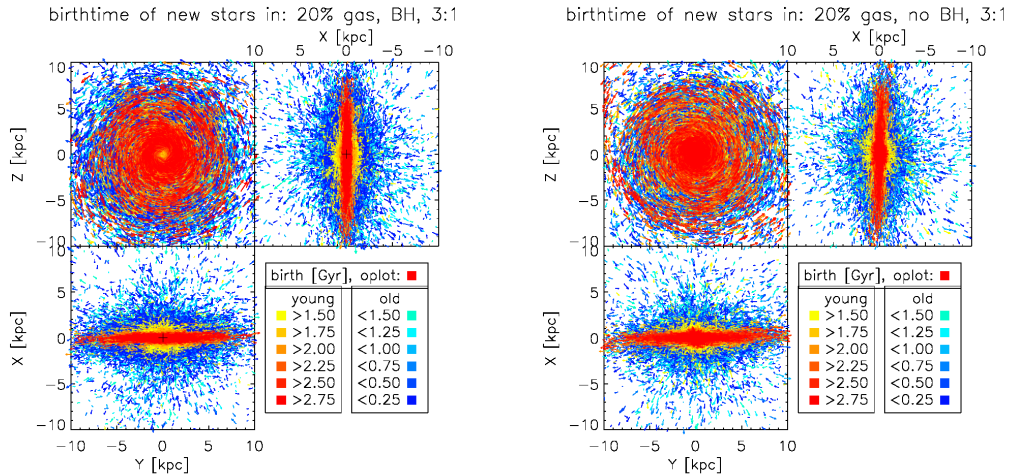 birthtime of new stars in: 20% gas, BH, 3:1
X [kpc]
10 5 0 −5 −10
10
5
0
−5
−10
Z [kpc]
10
5
0
−5
−10
X [kpc]
−10 −5 0 5 10
Y [kpc]
birth [Gyr], oplot:
young old
>1.50 <1.50
>1.75 <1.25
>2.00 <1.00
>2.25 <0.75
>2.50 <0.50
>2.75 <0.25
birthtime of new stars in: 20% gas, no BH, 3:1
X [kpc]
10 5 0 −5 −10
10
5
0
−5
−10
Z [kpc]
10
5
0
−5
−10
X [kpc]
−10 −5 0 5 10
Y [kpc]
birth [Gyr], oplot:
young old
>1.50 <1.50
>1.75 <1.25
>2.00 <1.00
>2.25 <0.75
>2.50 <0.50
>2.75 <0.25